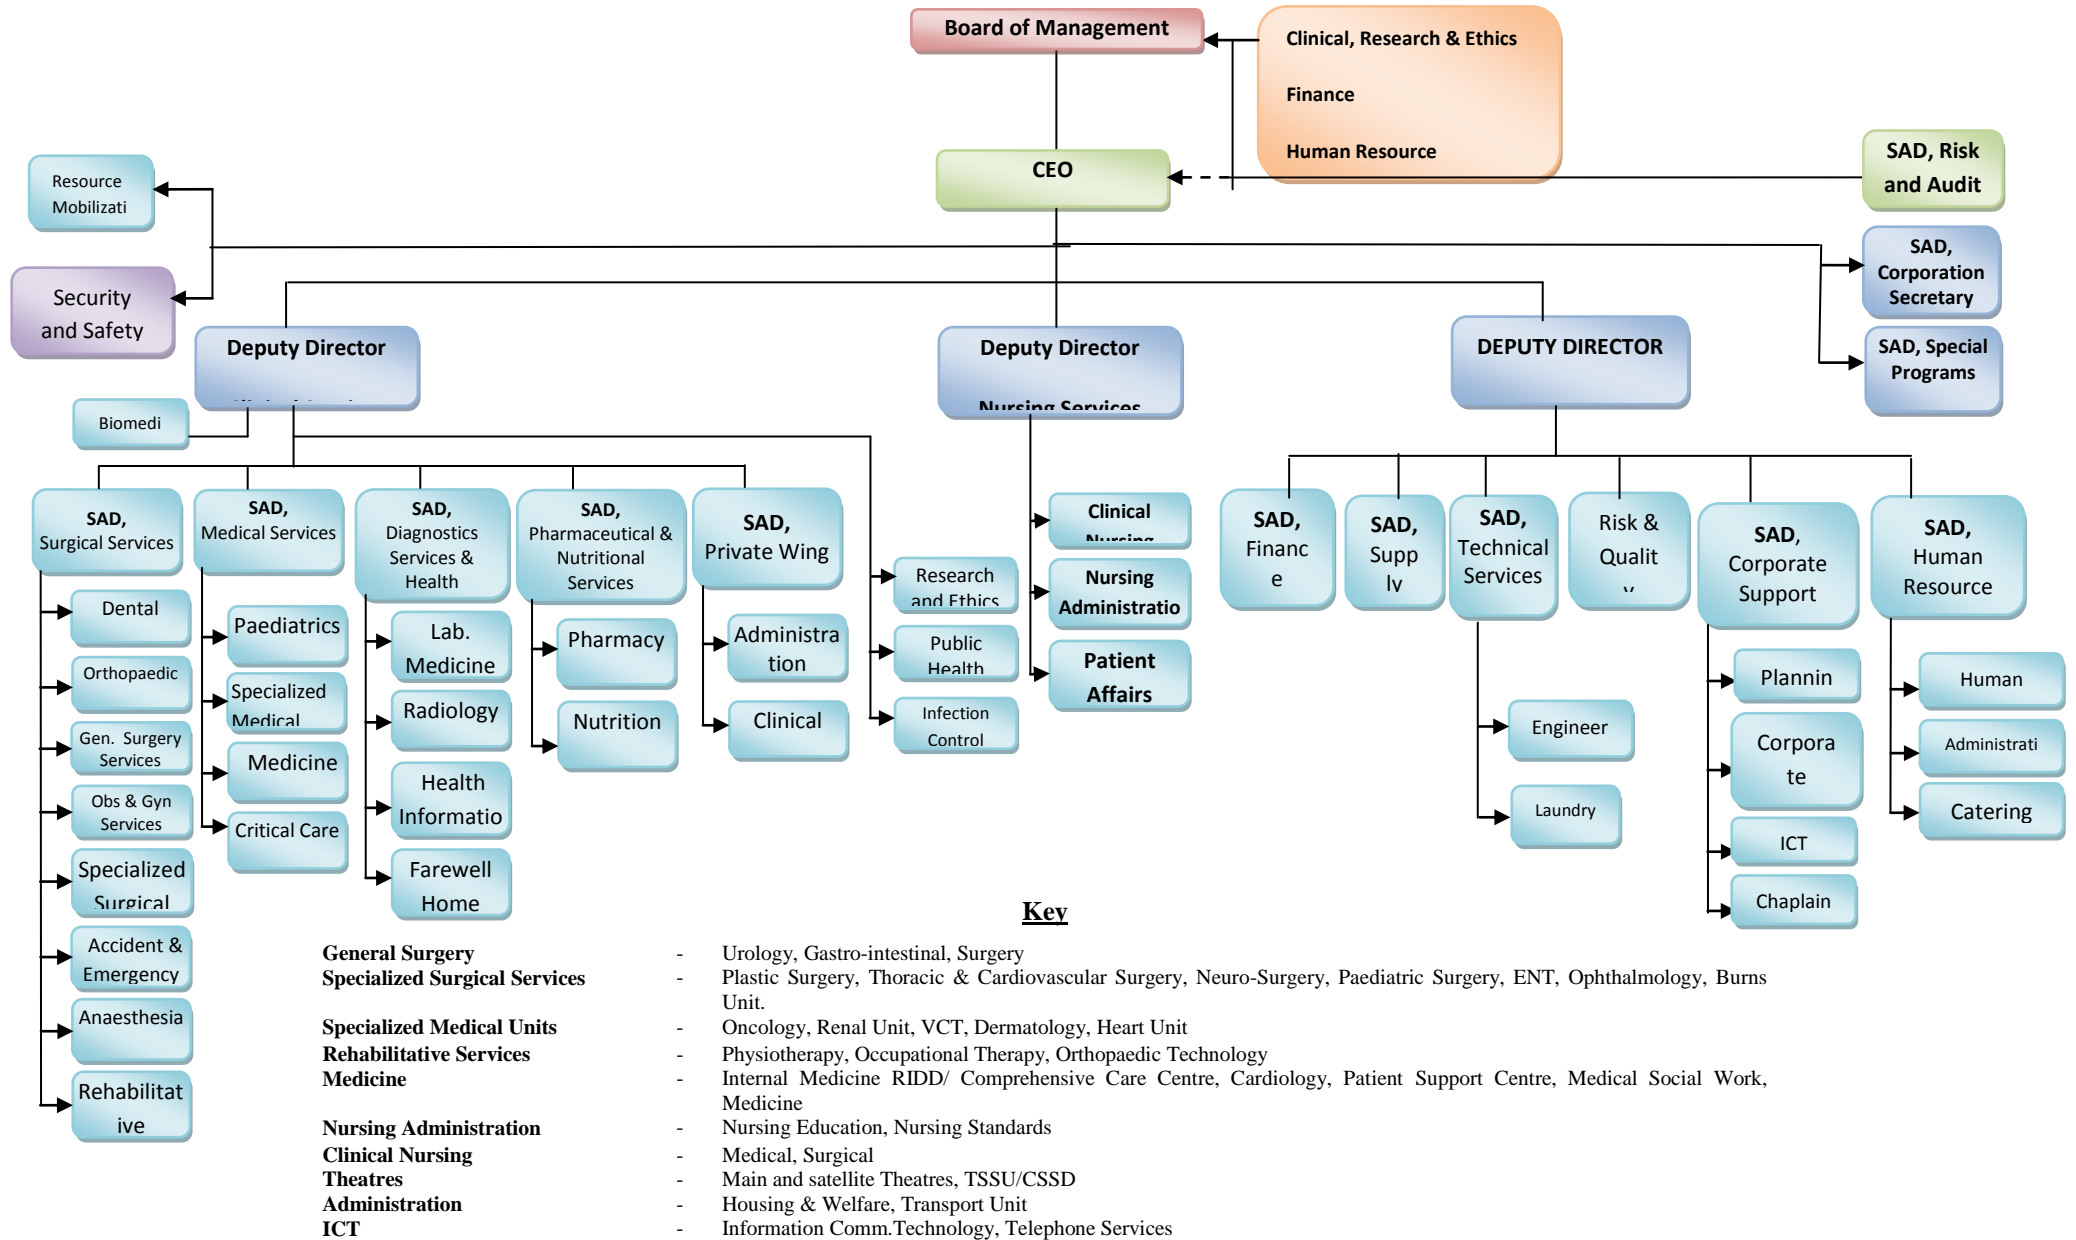 Board of Management
Clinical, Research & Ethics
Finance
Human Resource
CEO
SAD, Risk
and Audit
Resource
Mobilizati
Security
and Safety
SAD,
Corporation
Secretary
SAD, Special
Programs
Deputy Director
Deputy Director
Nursing Services
DEPUTY DIRECTOR
Biomedi
SAD,
Surgical Services
SAD,
Medical Services
SAD,
Diagnostics
Services &
Health
SAD,
Pharmaceutical &
Nutritional
Services
SAD,
Private Wing
SAD,
Financ
e
SAD,
Supp
ly
SAD,
Technical
Services
Risk &
Qualit
y
SAD,
Corporate
Support
SAD,
Human
Resource
Dental
Orthopaedic
Gen. Surgery
Services
Obs & Gyn
Services
Specialized
Surgical
Accident &
Emergency
Anaesthesia
Rehabilitat
ive
Paediatrics
Specialized
Medical
Medicine
Critical Care
Lab.
Medicine
Radiology
Health
Informatio
Farewell
Home
Pharmacy
Nutrition
Administra
tion
Clinical
Research
and Ethics
Public
Health
Infection
Control
Clinical
Nursing
Nursing
Administratio
Patient
Affairs
Engineer
Laundry
Plannin
Corpora
te
ICT
Chaplain
Human
Administrati
Catering
Key
General Surgery - Urology, Gastro-intestinal, Surgery
Specialized Surgical Services - Plastic Surgery, Thoracic & Cardiovascular Surgery, Neuro-Surgery, Paediatric Surgery, ENT, Ophthalmology, Burns
Unit.
Specialized Medical Units - Oncology, Renal Unit, VCT, Dermatology, Heart Unit
Rehabilitative Services - Physiotherapy, Occupational Therapy, Orthopaedic Technology
Medicine - Internal Medicine RIDD/ Comprehensive Care Centre, Cardiology, Patient Support Centre, Medical Social Work,
Medicine
Nursing Administration - Nursing Education, Nursing Standards
Clinical Nursing - Medical, Surgical
Theatres - Main and satellite Theatres, TSSU/CSSD
Administration - Housing & Welfare, Transport Unit
ICT - Information Comm.Technology, Telephone Services